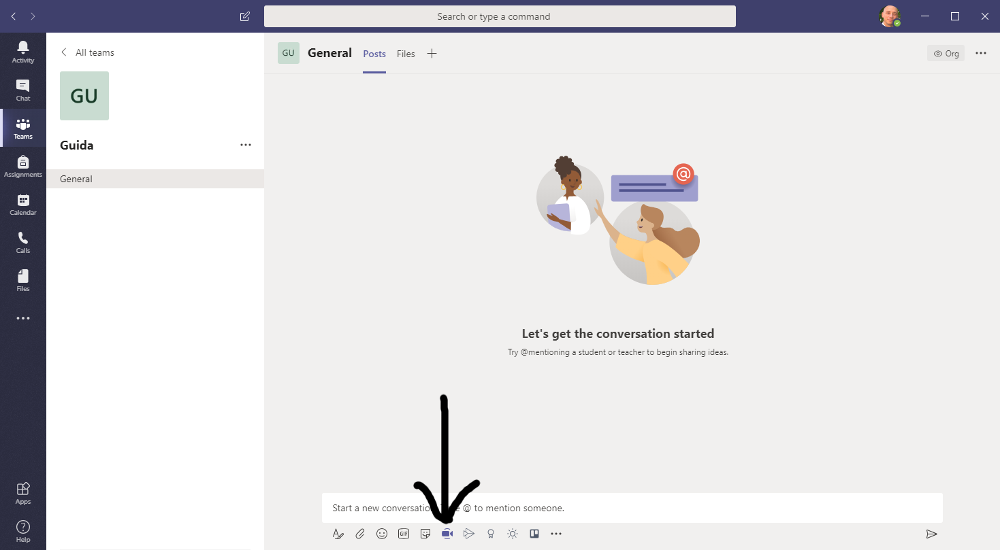 Search or type a command
Activity
Chat
Teams
Assignments
Calendar
Calls
Files
Apps
Help
All teams
GU
Guida
General
GU
General
Posts
Files
Org
@
Let's get the conversation started
Try @mentioning a student or teacher to begin sharing ideas.
Start a new conversatio e @ to mention someone.
GIF